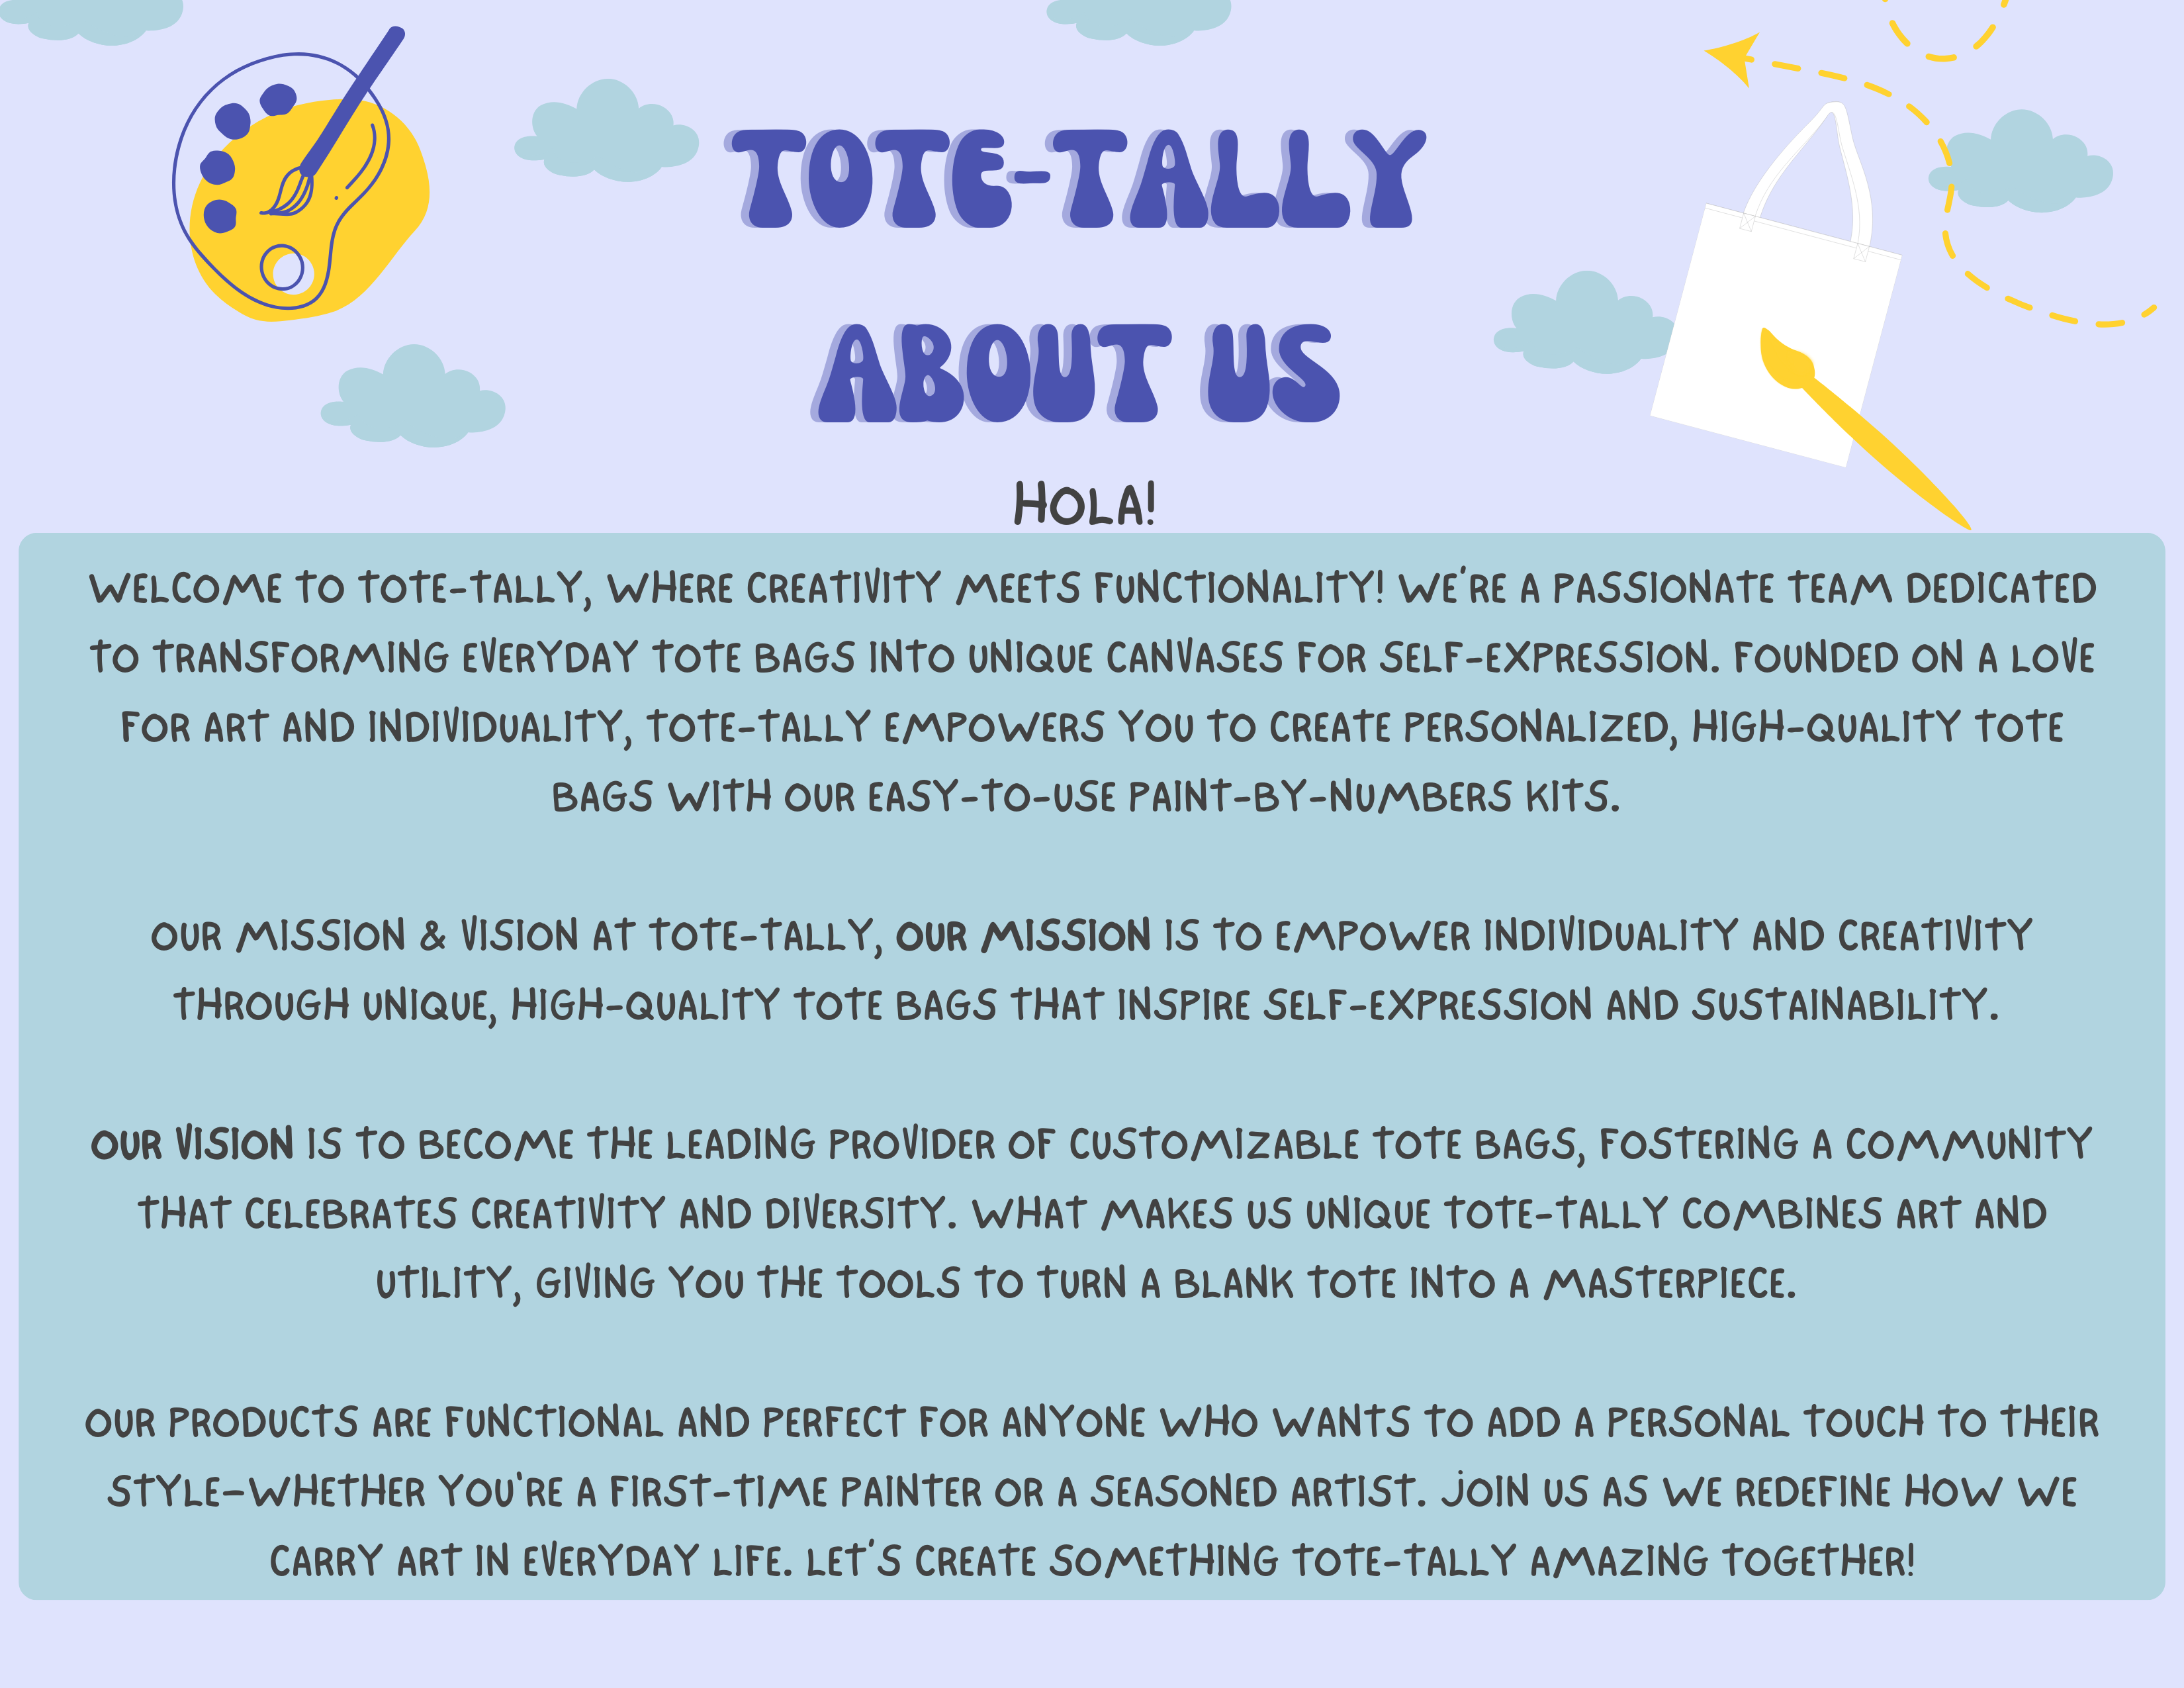 TOTE-TALLY
ABOUT US
HOLA!
WELCOME TO TOTE-TALLY, WHERE CREATIVITY MEETS FUNCTIONALITY! WE'RE A PASSIONATE TEAM DEDICATED
TO TRANSFORMING EVERYDAY TOTE BAGS INTO UNIQUE CANVASES FOR SELF-EXPRESSION. FOUNDED ON A LOVE
FOR ART AND INDIVIDUALITY, TOTE-TALLY EMPOWERS YOU TO CREATE PERSONALIZED, HIGH-QUALITY TOTE
BAGS WITH OUR EASY-TO-USE PAINT-BY-NUMBERS KITS.
OUR MISSION & VISION AT TOTE-TALLY, OUR MISSION IS TO EMPOWER INDIVIDUALITY AND CREATIVITY
THROUGH UNIQUE, HIGH-QUALITY TOTE BAGS THAT INSPIRE SELF-EXPRESSION AND SUSTAINABILITY.
OUR VISION IS TO BECOME THE LEADING PROVIDER OF CUSTOMIZABLE TOTE BAGS, FOSTERING A COMMUNITY
THAT CELEBRATES CREATIVITY AND DIVERSITY. WHAT MAKES US UNIQUE TOTE-TALLY COMBINES ART AND
UTILITY, GIVING YOU THE TOOLS TO TURN A BLANK TOTE INTO A MASTERPIECE.
OUR PRODUCTS ARE FUNCTIONAL AND PERFECT FOR ANYONE WHO WANTS TO ADD A PERSONAL TOUCH TO THEIR
STYLE-WHETHER YOU'RE A FIRST-TIME PAINTER OR A SEASONED ARTIST. JOIN US AS WE REDEFINE HOW WE
CARRY ART IN EVERYDAY LIFE. LET'S CREATE SOMETHING TOTE-TALLY AMAZING TOGETHER!